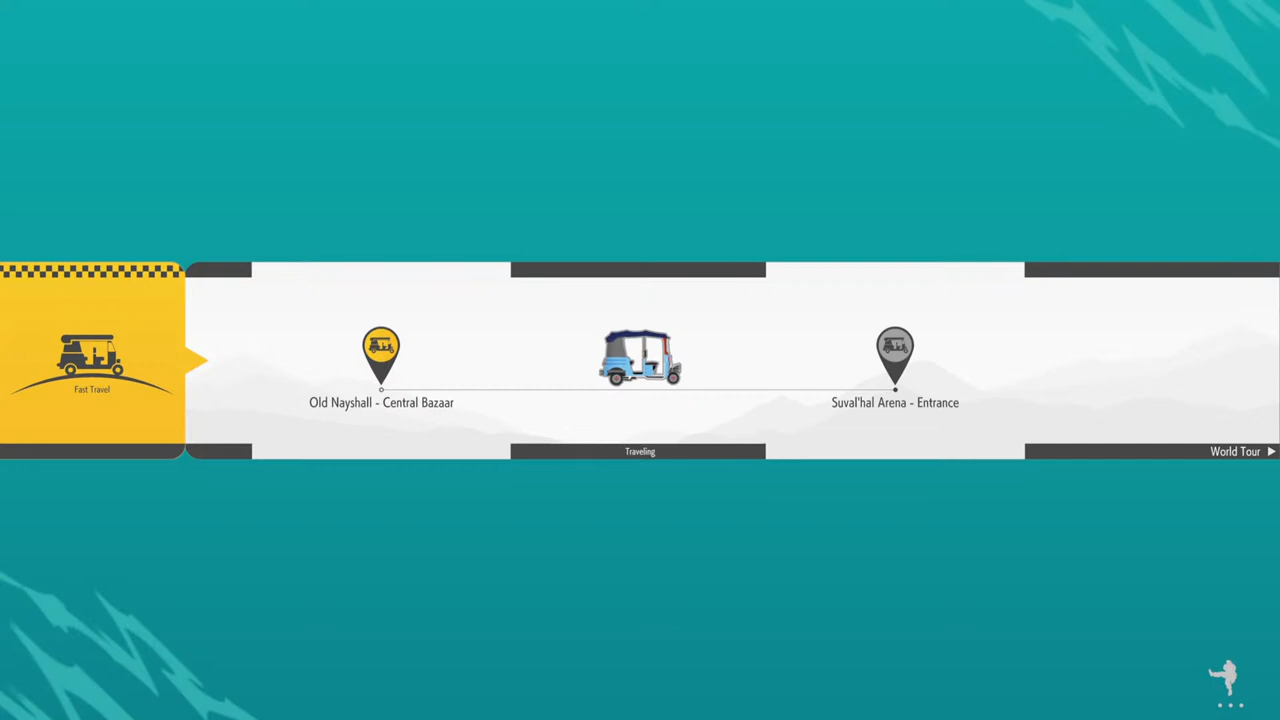 Fast Travel
Old Nayshall - Central Bazaar
Suval'hal Arena - Entrance
Traveling
World Tour